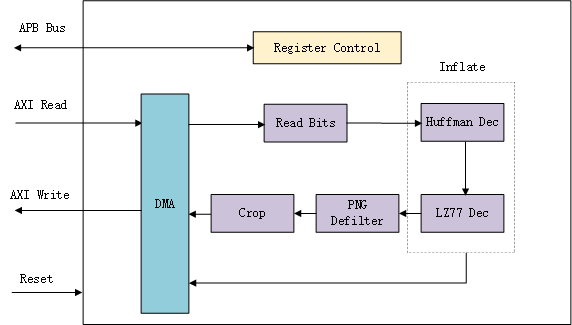 APB Bus
Register Control
Inflate
AXI Read
Read Bits
Huffman Dec
AXI Write
DMA
Crop
PNG
Defilter
LZ77 Dec
Reset